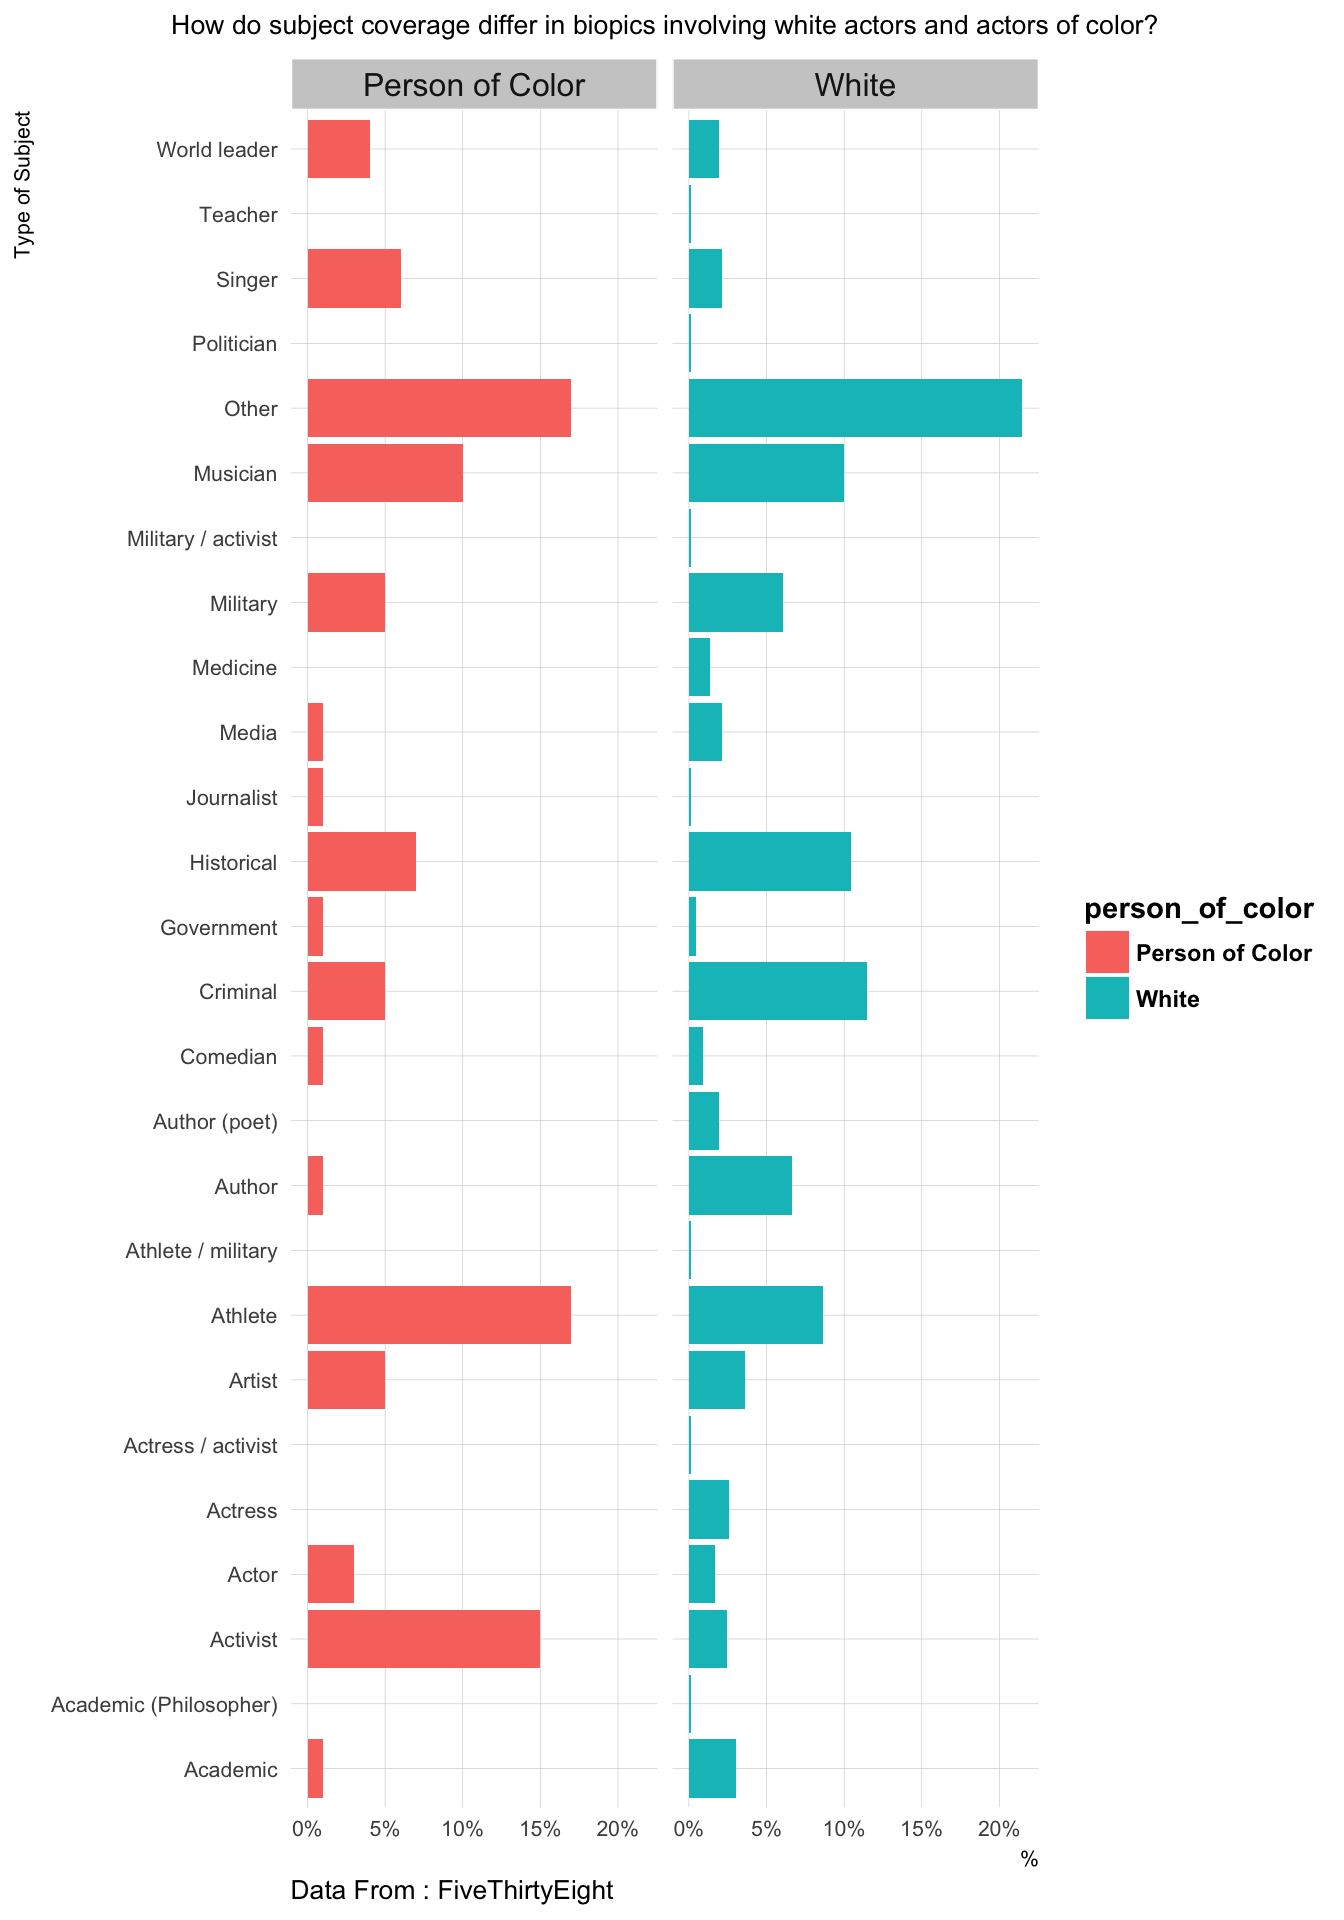 How do subject coverage differ in biopics involving white actors and actors of color?
Person of Color
White
Type of Subject
World leader
Teacher
Singer
Politician
Other
Musician
Military / activist
Military
Medicine
Media
Journalist
Historical
Government
Criminal
Comedian
Author (poet)
Author
Athlete / military
Athlete
Artist
Actress / activist
Actress
Actor
Activist
Academic (Philosopher)
Academic
person_of_color
Person of Color
White
0% 5% 10% 15% 20%
0% 5% 10% 15% 20%
%
Data From : FiveThirtyEight